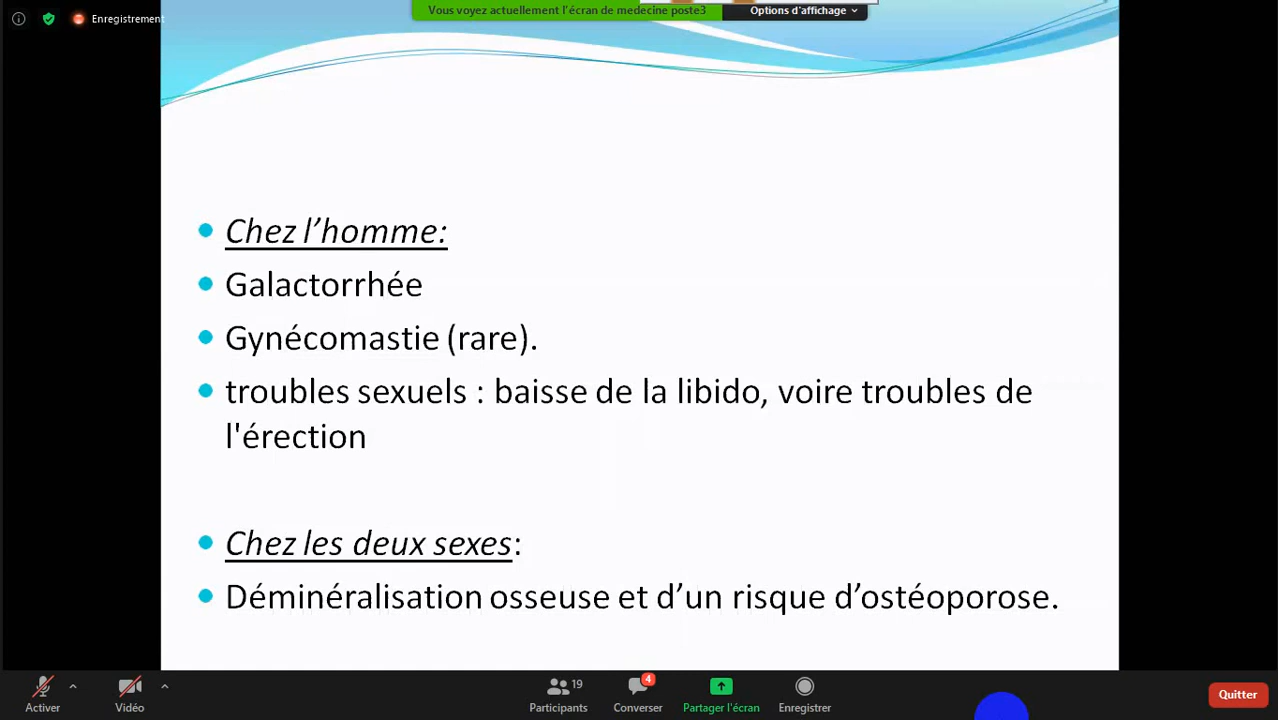 Enregistrement
Vous voyez actuellement l'écran de medecine poste3
Options d'affichage
Chez l’homme:
Galactorrhée
Gynécomastie (rare).
troubles sexuels : baisse de la libido, voire troubles de
l'érection
Chez les deux sexes:
Déminéralisation osseuse et d’un risque d’ostéoporose.
Activer
Vidéo
19
Participants
4
Converser
Partager l'écran
Enregistrer
Quitter